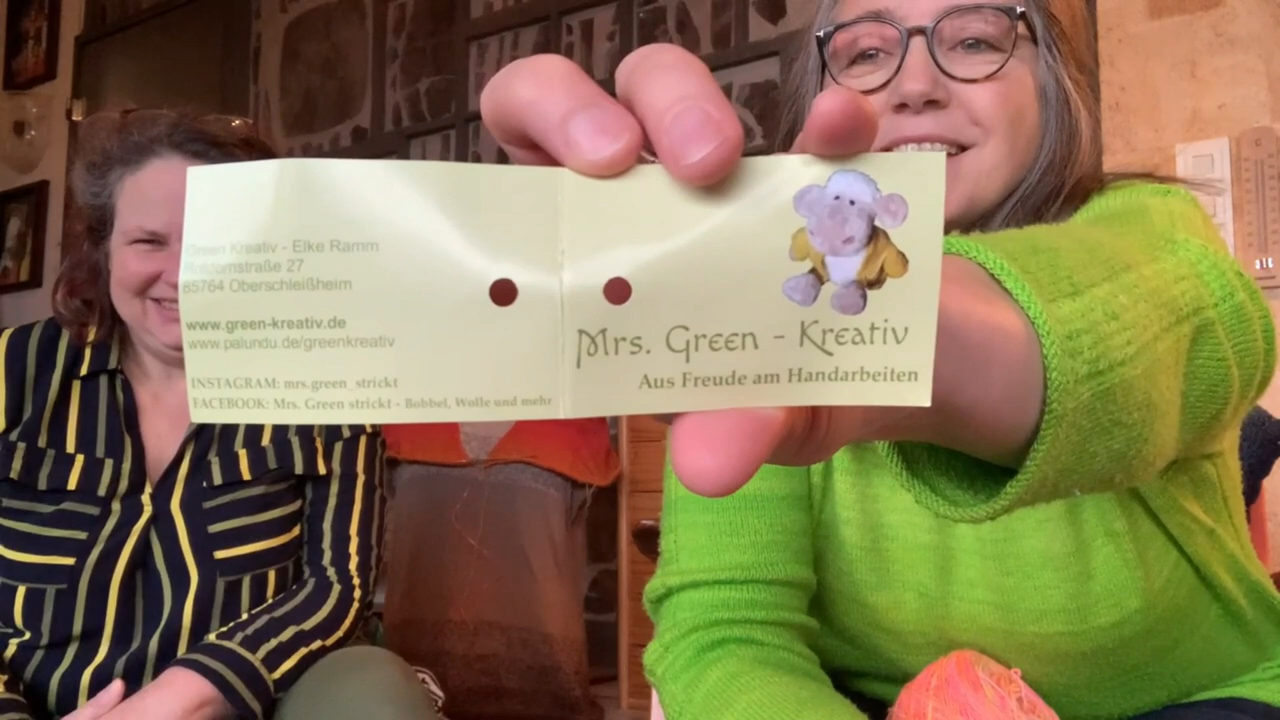 Green Kreativ - Elke Ramm
Rotdornstraße 27
85764 Oberschleißheim
www.green-kreativ.de
www.palundu.de/greenkreativ
INSTAGRAM: mrs.green_strickt
FACEBOOK: Mrs. Green strickt - Bobbel, Wolle und mehr
Mrs. Green - Kreativ
Aus Freude am Handarbeiten